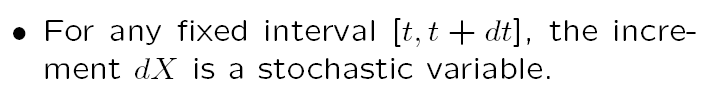 • For any fixed interval [t, t + dt], the incre-
ment dX is a stochastic variable.